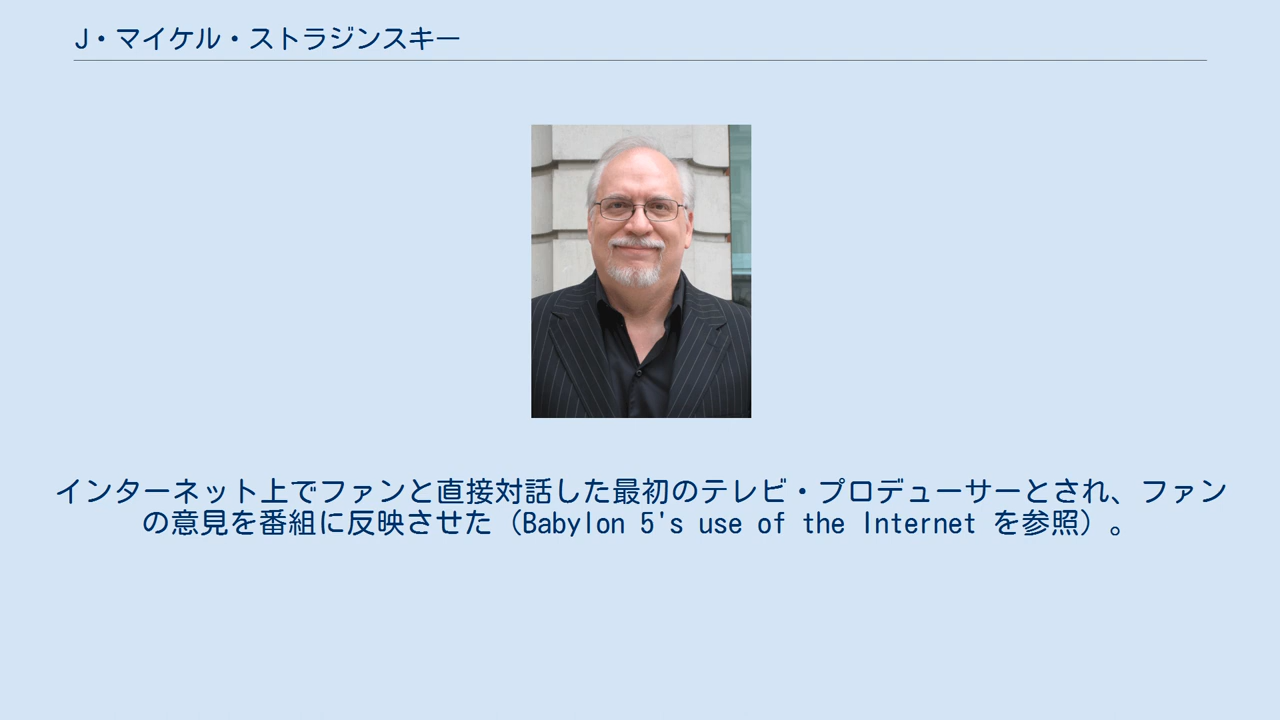 J・マイケル・ストラジンスキー
インターネット上でファンと直接対話した最初のテレビ・プロデューサーとされ、ファン
の意見を番組に反映させた（Babylon 5's use of the Internet を参照）。